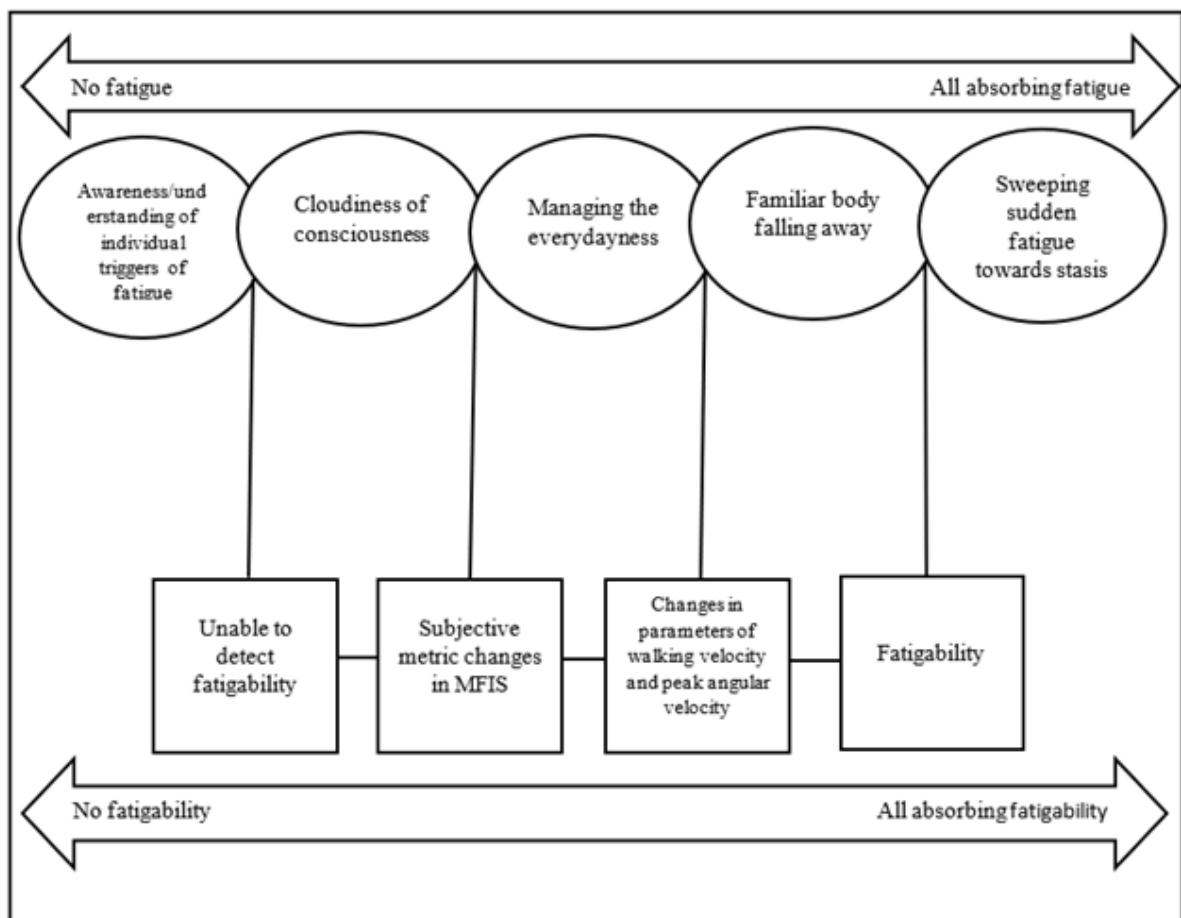 No fatigue
All absorbing fatigue
Awareness/und
erstanding of
individual
triggers of
fatigue
Cloudiness of
consciousness
Managing the
everydayness
Familiar body
falling away
Sweeping
sudden
fatigue
towards stasis
Unable to
detect
fatigability
Subjective
metric changes
in MFIS
Changes in
parameters of
walking velocity
and peak angular
velocity
Fatigability
No fatigability
All absorbing fatigability